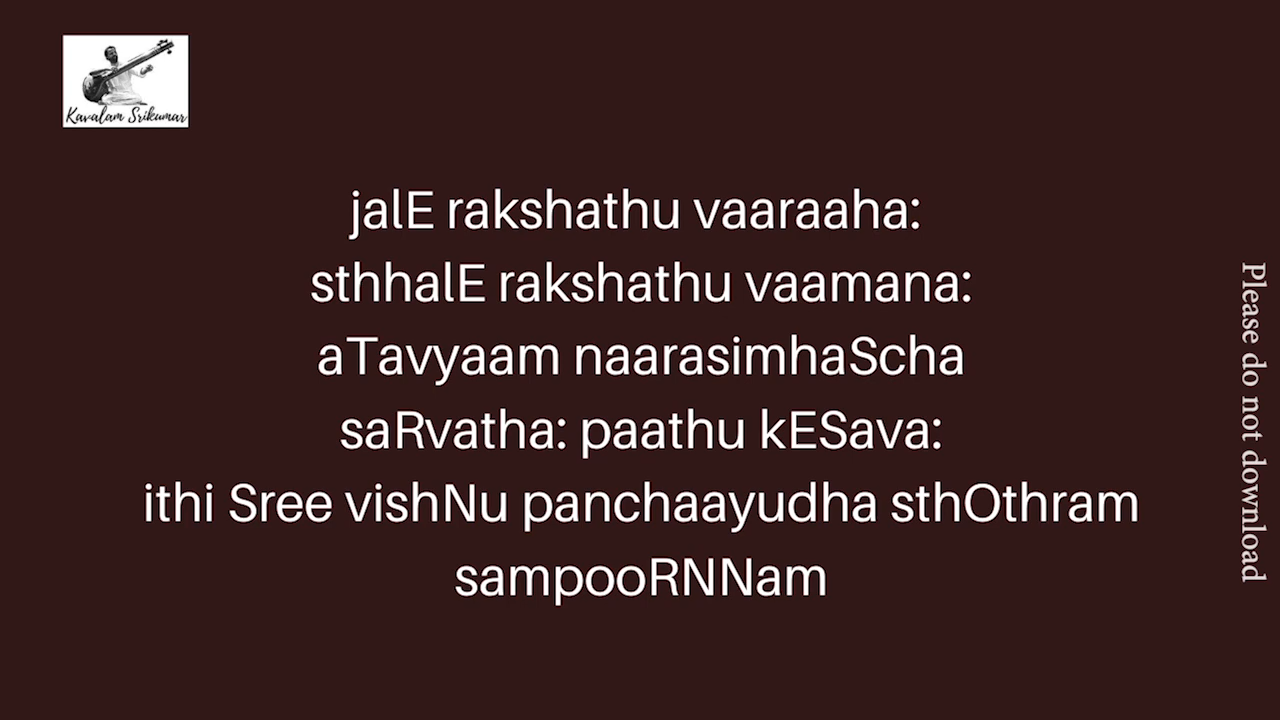 Kavalam Srikumar
jalE rakshathu vaaraaha:
sthhalE rakshathu vaamana:
aTavyaam naarasimhaScha
saRvatha: paathu kESava:
ithi Sree vishNu panchaayudha sthOthram
sampooRNNam
Please do not download